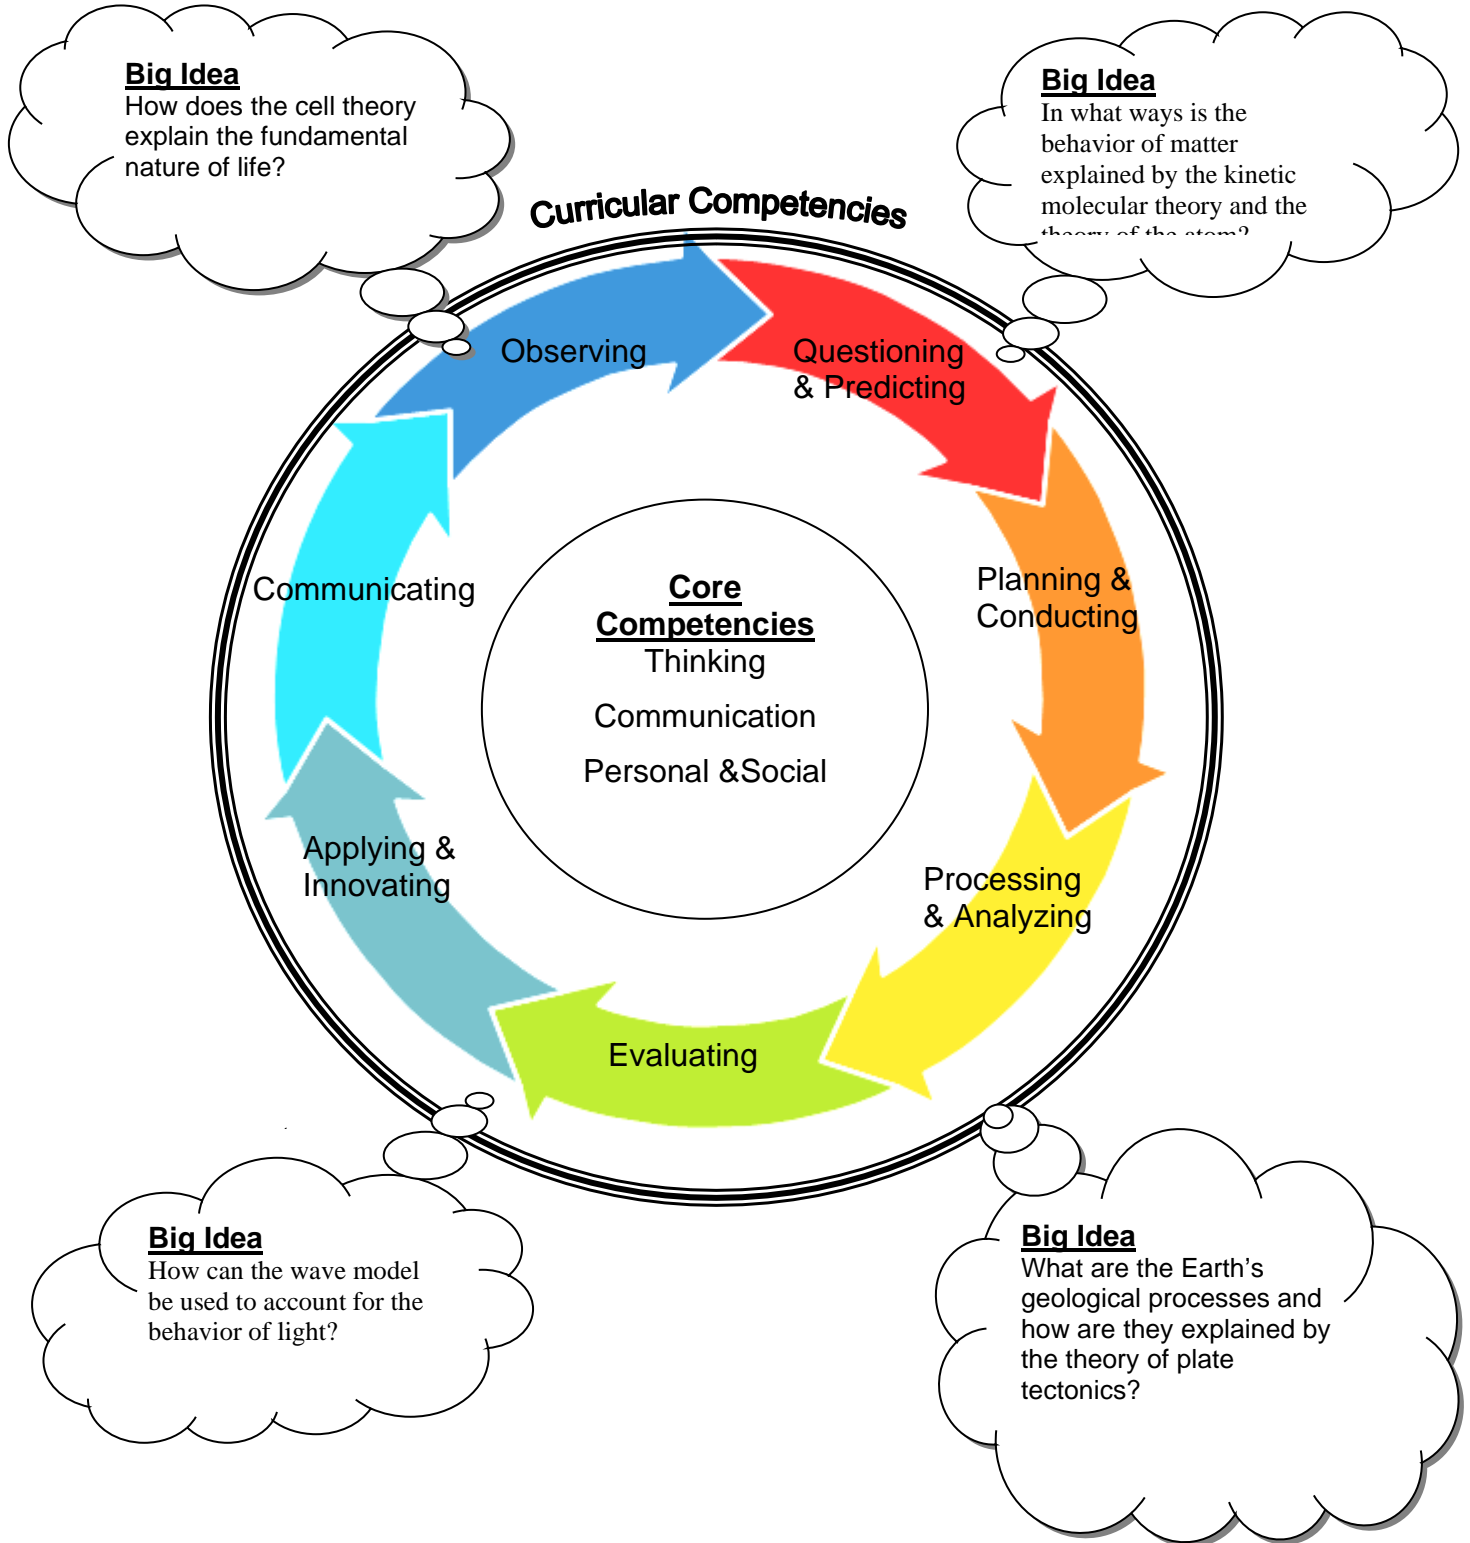 Big Idea
How does the cell theory
explain the fundamental
nature of life?
Big Idea
In what ways is the
behavior of matter
explained by the kinetic
molecular theory and the
theory of the atom?
Curricular Competencies
Observing
Questioning
& Predicting
Communicating
Planning &
Conducting
Core
Competencies
Thinking
Communication
Personal &Social
Applying &
Innovating
Processing
& Analyzing
Evaluating
Big Idea
How can the wave model
be used to account for the
behavior of light?
Big Idea
What are the Earth’s
geological processes and
how are they explained by
the theory of plate
tectonics?